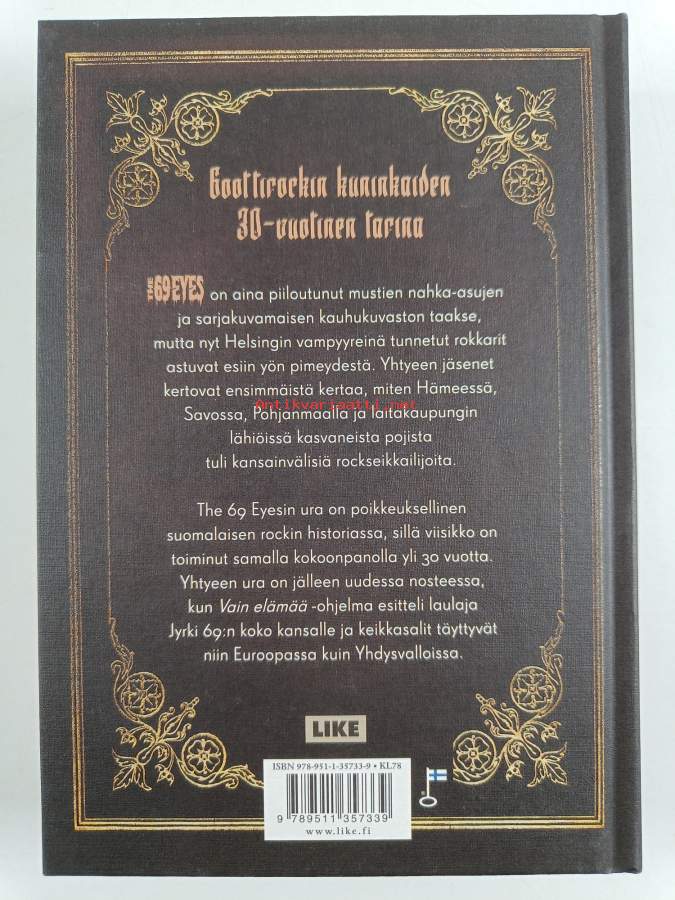 Goottirockin kuninkaiden
30-vuotinen tarina
THE 69 EYES on aina piiloutunut mustien nahka-asujen
ja sarjakuvamaisen kauhukuvaston taakse,
mutta nyt Helsingin vampyyreinä tunnetut rokkarit
astuvat esiin yön pimeydestä. Yhtyeen jäsenet
kertovat ensimmäistä kertaa, miten Hämeessä,
Antikvariaatti.net
Savossa, Pohjanmaalla ja laitakaupungin
lähiöissä kasvaneista pojista
tuli kansainvälisiä rockseikkailijoita.
The 69 Eyesin ura on poikkeuksellinen
suomalaisen rockin historiassa, sillä viisikko on
toiminut samalla kokoonpanolla yli 30 vuotta.
Yhtyeen ura on jälleen uudessa nosteessa,
kun Vain elämää -ohjelma esitteli laulaja
Jyrki 69:n koko kansalle ja keikkasalit täyttyvät
niin Euroopassa kuin Yhdysvalloissa.
LIKE
ISBN 978-951-1-35733-9 • KL78
9 789511 357339
www.like.fi